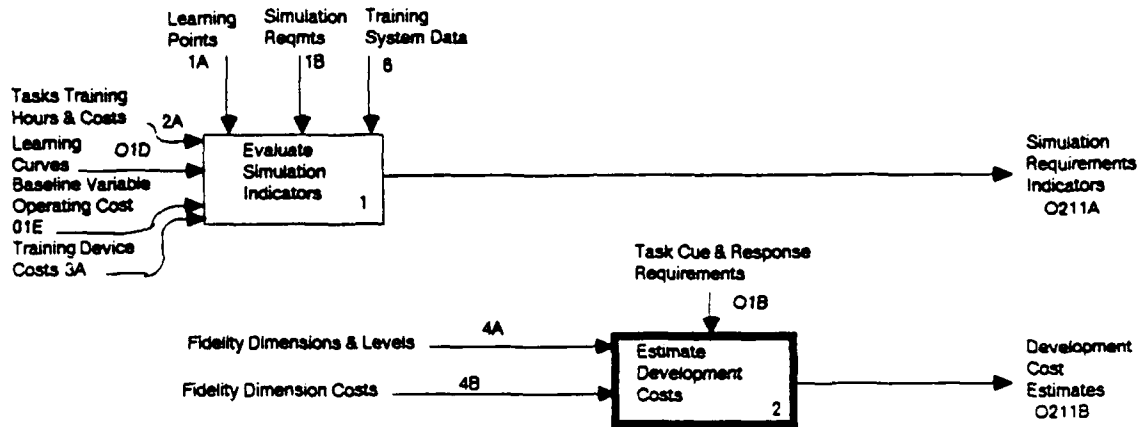 Learning
Points
1A
Simulation
Reqmts
1B
Training
System Data
6
Tasks Training
Hours & Costs
2A
Learning
Curves
O1D
Baseline Variable
Operating Cost
01E
Training Device
Costs 3A
Evaluate
Simulation
Indicators
1
Simulation
Requirements
Indicators
O211A
Task Cue & Response
Requirements
O1B
Fidelity Dimensions & Levels
4A
Fidelity Dimension Costs
4B
Estimate
Development
Costs
2
Development
Cost
Estimates
O211B